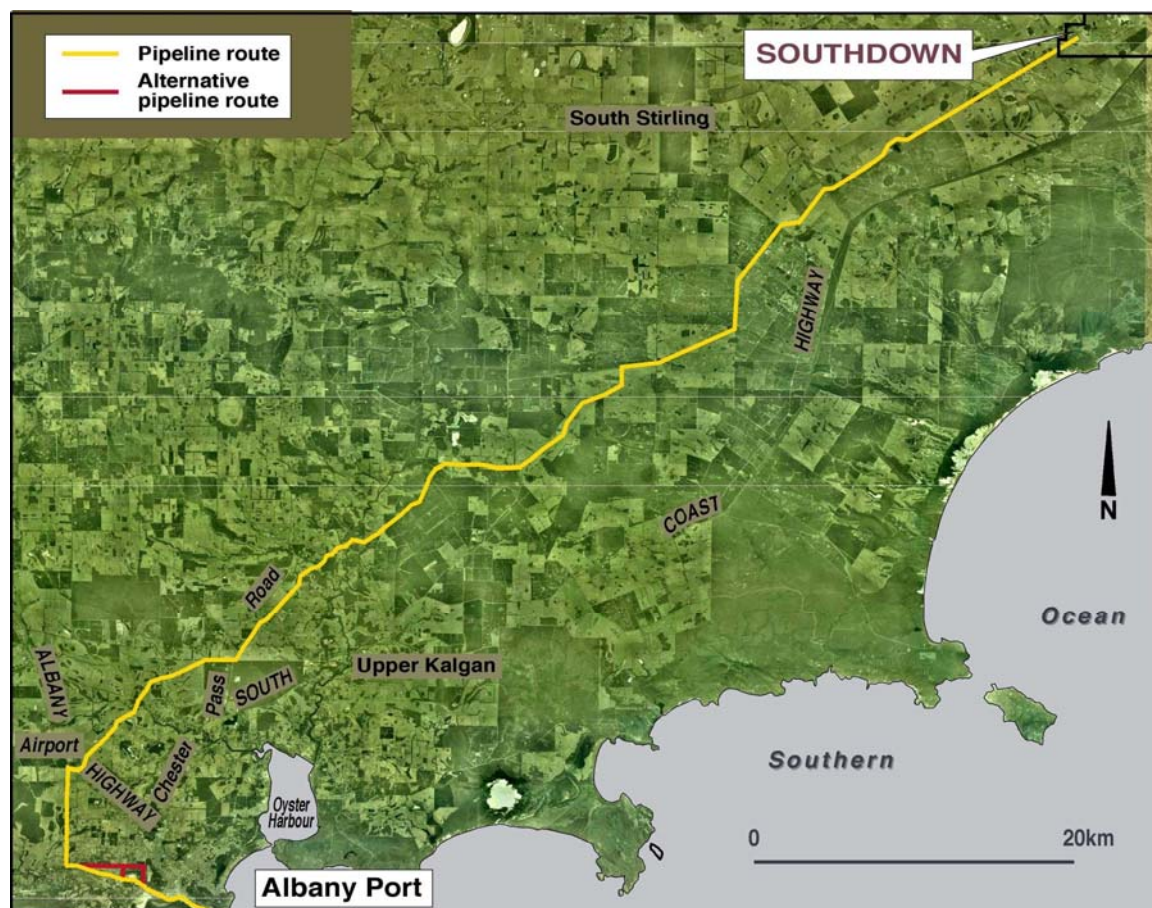 Pipeline route
Alternative
pipeline route
SOUTHDOWN
South Stirling
HIGHWAY
COAST
N
Road
Ocean
ALBANY
Pass
SOUTH
Upper Kalgan
Airport
HIGHWAY
Chester
Southern
Oyster
Harbour
0 20km
Albany Port